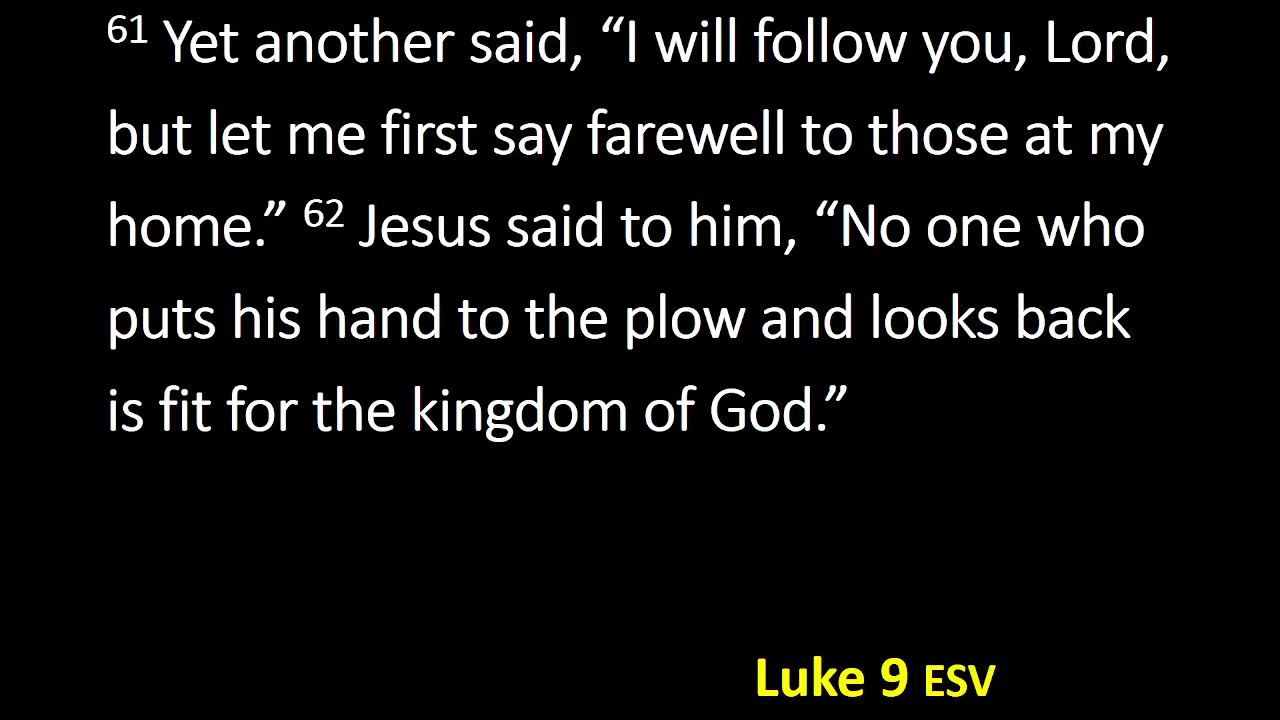 61 Yet another said, “I will follow you, Lord,
but let me first say farewell to those at my
home.” 62 Jesus said to him, “No one who
puts his hand to the plow and looks back
is fit for the kingdom of God.”
Luke 9 ESV